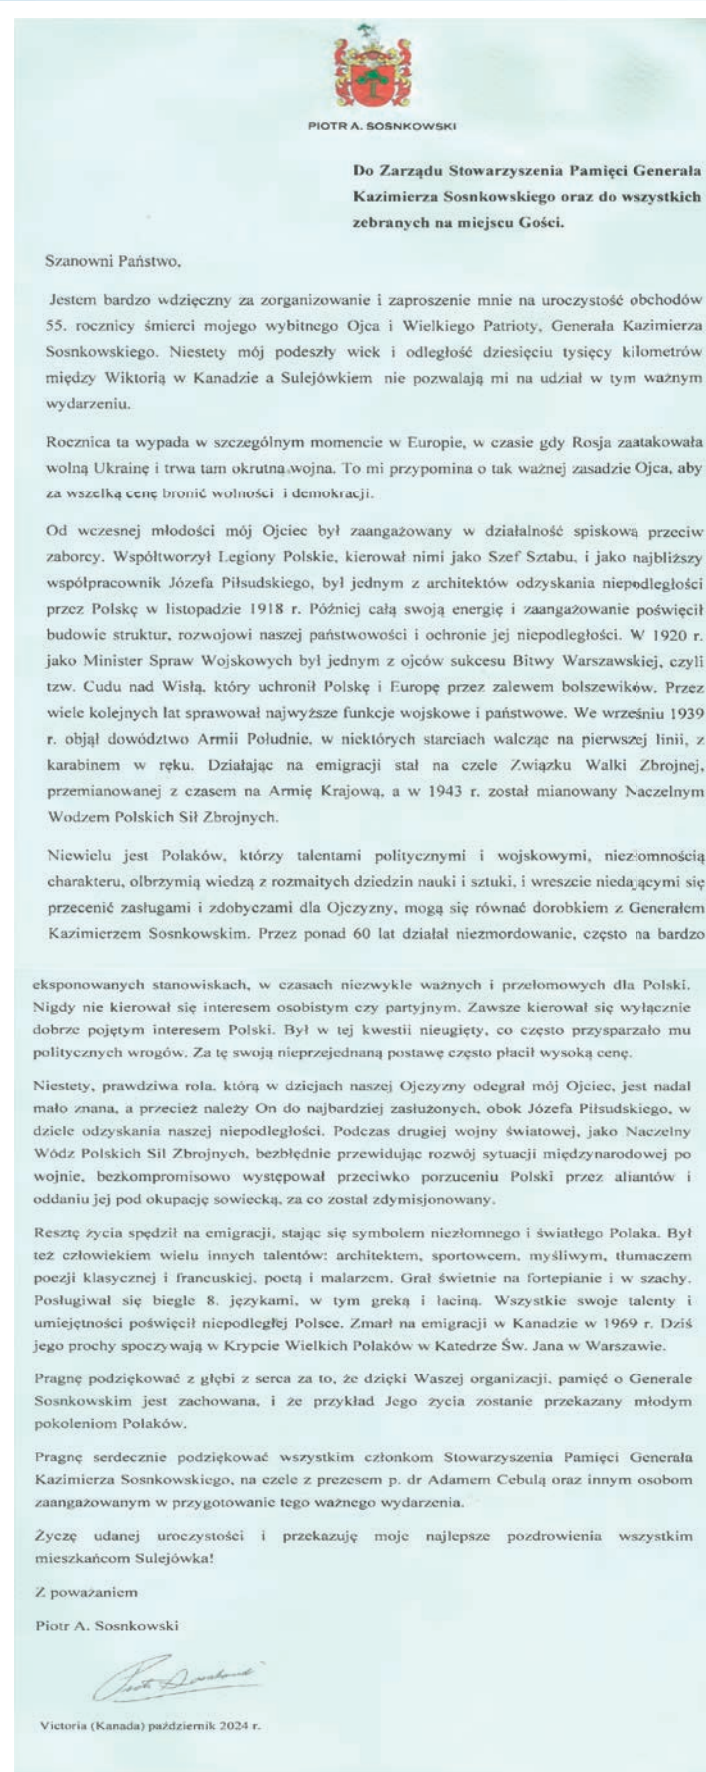 PIOTR A. SOSNKOWSKI
Do Zarządu Stowarzyszenia Pamięci Generała
Kazimierza Sosnkowskiego oraz do wszystkich
zebranych na miejscu Gości.
Szanowni Państwo,
Jestem bardzo wdzięczny za zorganizowanie i zaproszenie mnie na uroczystość obchodów
55. rocznicy śmierci mojego wybitnego Ojca i Wielkiego Patrioty, Generała Kazimierza
Sosnkowskiego. Niestety mój podeszły wiek i odległość dziesięciu tysięcy kilometrów
między Wiktorią w Kanadzie a Sulejówkiem nie pozwalają mi na udział w tym ważnym
wydarzeniu.
Rocznica ta wypada w szczególnym momencie w Europie, w czasie gdy Rosja zaatakowała
wolną Ukrainę i trwa tam okrutna wojna. To mi przypomina o tak ważnej zasadzie Ojca, aby
za wszelką cenę bronić wolności i demokracji.
Od wczesnej młodości mój Ojciec był zaangażowany w działalność spiskową przeciw
zaborcy. Współtworzył Legiony Polskie, kierował nimi jako Szef Sztabu, i jako najbliższy
współpracownik Józefa Piłsudskiego, był jednym z architektów odzyskania niepodległości
przez Polskę w listopadzie 1918 r. Później całą swoją energię i zaangażowanie poświęcił
budowie struktur, rozwojowi naszej państwowości i ochronie jej niepodległości. W 1920 r.
jako Minister Spraw Wojskowych był jednym z ojców sukcesu Bitwy Warszawskiej, czyli
tzw. Cudu nad Wisłą, który uchronił Polskę i Europę przez zalewem bolszewików. Przez
wiele kolejnych lat sprawował najwyższe funkcje wojskowe i państwowe. We wrześniu 1939
r. objął dowództwo Armii Południe, w niektórych starciach walcząc na pierwszej linii, z
karabinem w ręku. Działając na emigracji stał na czele Związku Walki Zbrojnej,
przemianowanej z czasem na Armię Krajową, a w 1943 r. został mianowany Naczelnym
Wodzem Polskich Sił Zbrojnych.
Niewielu jest Polaków, którzy talentami politycznymi i wojskowymi, niezłomnością
charakteru, olbrzymią wiedzą z rozmaitych dziedzin nauki i sztuki, i wreszcie niedającymi się
przecenić zasługami i zdobyczami dla Ojczyzny, mogą się równać dorobkiem z Generałem
Kazimierzem Sosnkowskim. Przez ponad 60 lat działał niezmordowanie, często na bardzo
eksponowanych stanowiskach, w czasach niezwykle ważnych i przełomowych dla Polski.
Nigdy nie kierował się interesem osobistym czy partyjnym. Zawsze kierował się wyłącznie
dobrze pojętym interesem Polski. Był w tej kwestii nieugięty, co często przysparzało mu
politycznych wrogów. Za tę swoją nieprzejednaną postawę często płacił wysoką cenę.
Niestety, prawdziwa rola, którą w dziejach naszej Ojczyzny odegrał mój Ojciec, jest nadal
mało znana, a przecież należy On do najbardziej zasłużonych, obok Józefa Piłsudskiego, w
dziele odzyskania naszej niepodległości. Podczas drugiej wojny światowej, jako Naczelny
Wódz Polskich Sił Zbrojnych, bezbłędnie przewidując rozwój sytuacji międzynarodowej po
wojnie, bezkompromisowo występował przeciwko porzuceniu Polski przez aliantów i
oddaniu jej pod okupację sowiecką, za co został zdymisjonowany.
Resztę życia spędził na emigracji, stając się symbolem niezłomnego i światłego Polaka. Był
też człowiekiem wielu innych talentów: architektem, sportowcem, myśliwym, tłumaczem
poezji klasycznej i francuskiej, poetą i malarzem. Grał świetnie na fortepianie i w szachy.
Posługiwał się biegle 8. językami, w tym greką i łaciną. Wszystkie swoje talenty i
umiejętności poświęcił niepodległej Polsce. Zmarł na emigracji w Kanadzie w 1969 r. Dziś
jego prochy spoczywają w Krypcie Wielkich Polaków w Katedrze Św. Jana w Warszawie.
Pragnę podziękować z głębi z serca za to, że dzięki Waszej organizacji, pamięć o Generale
Sosnkowskim jest zachowana, i że przykład Jego życia zostanie przekazany młodym
pokoleniom Polaków.
Pragnę serdecznie podziękować wszystkim członkom Stowarzyszenia Pamięci Generała
Kazimierza Sosnkowskiego, na czele z prezesem p. dr Adamem Cebulą oraz innym osobom
zaangażowanym w przygotowanie tego ważnego wydarzenia.
Życzę udanej uroczystości i przekazuję moje najlepsze pozdrowienia wszystkim
mieszkańcom Sulejówka!
Z poważaniem
Piotr A. Sosnkowski
Victoria (Kanada) październik 2024 r.